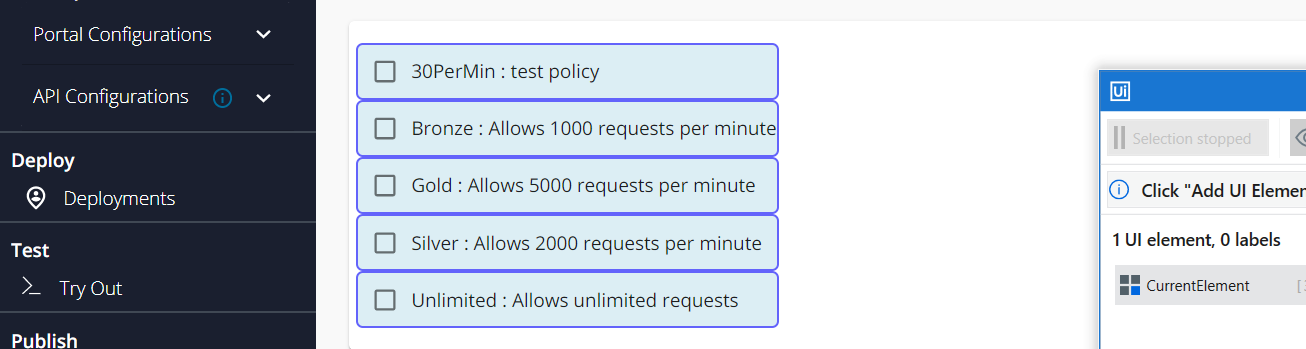 Portal Configurations
API Configurations
Deploy
Deployments
Test
Try Out
Publish
30PerMin : test policy
Bronze : Allows 1000 requests per minute
Gold : Allows 5000 requests per minute
Silver : Allows 2000 requests per minute
Unlimited : Allows unlimited requests
Ui
Selection stopped
Click "Add UI Elemen
1 UI element, 0 labels
CurrentElement